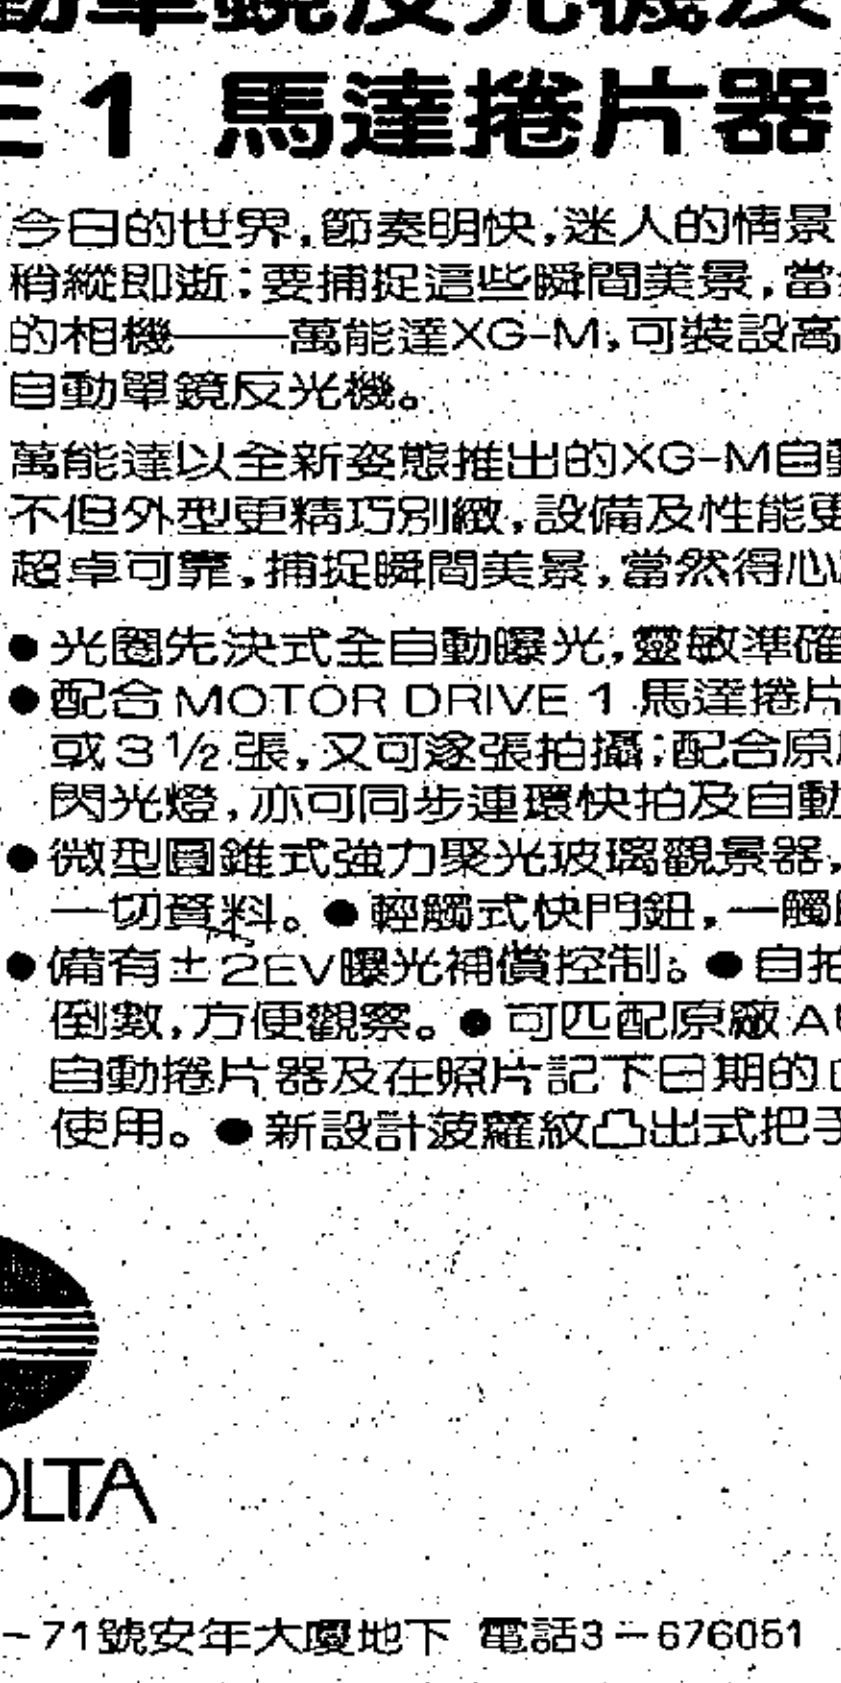 動單鏡反光機及
E 1 馬達捲片器
今日的世界,節奏明快,迷人的情景
稍縱即逝;要捕捉這些瞬間美景,當
的相機——萬能達XG-M,可裝設高
自動單鏡反光機。
萬能達以全新姿態推出的XG-M自動
不但外型更精巧別緻,設備及性能更
超卓可靠,捕捉瞬間美景,當然得心
●光圈先決式全自動曝光,靈敏準確
●配合 MOTOR DRIVE 1 馬達捲片
或3½張,又可逐張拍攝;配合原
閃光燈,亦可同步連環快拍及自動
●微型圓錐式強力聚光玻璃觀景器,
一切資料。●輕觸式快門鈕,一觸
●備有±2EV曝光補償控制。●自拍
倒數,方便觀察。●可匹配原廠 A
自動捲片器及在照片記下日期的
使用。●新設計菠蘿紋凸出式把手
OLTA
-71號安年大廈地下 電話3-676051